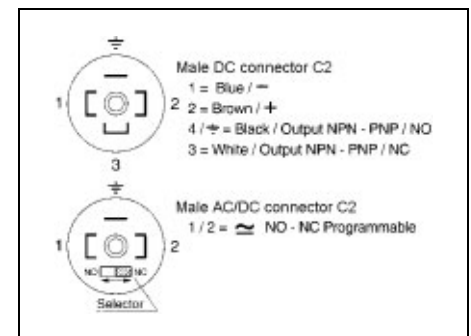 Male DC connector C2
1 = Blue / −
1
2
2 = Brown / +
4 / ⏚ = Black / Output NPN - PNP / NO
3 = White / Output NPN - PNP / NC
3
Male AC/DC connector C2
1 / 2 = ≃ NO - NC Programmable
1
2
NO
NC
Selector